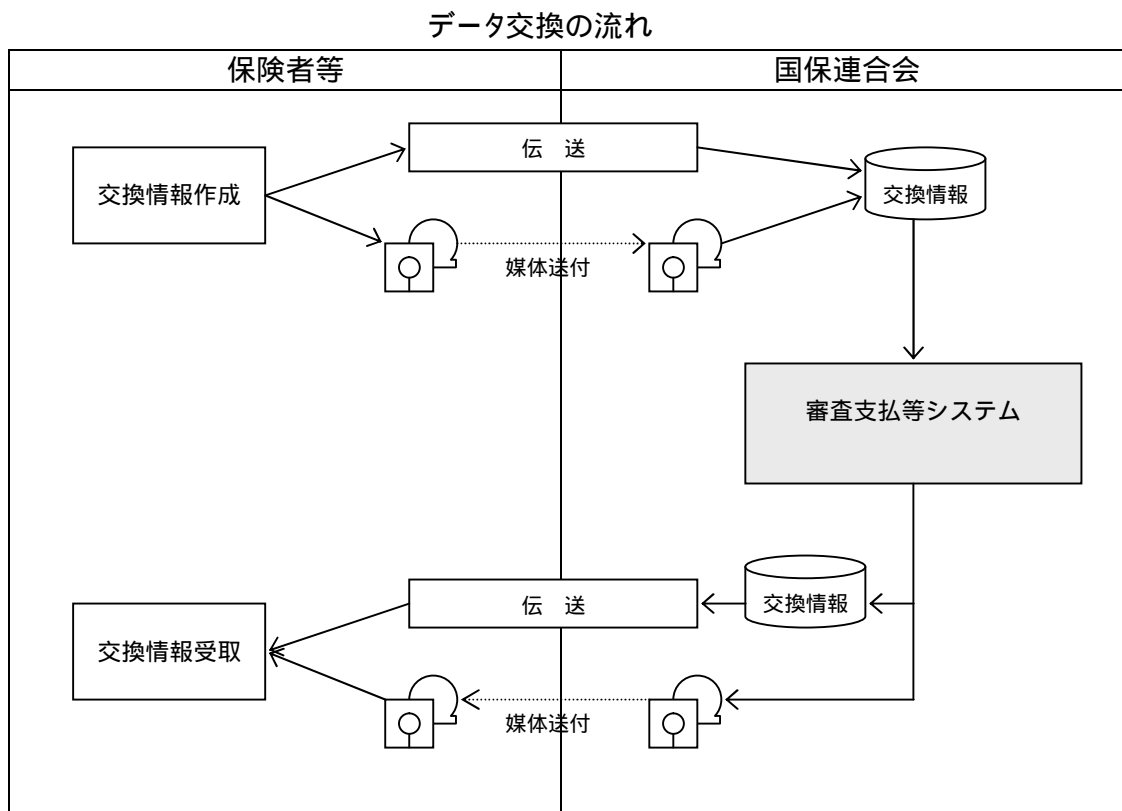 データ交換の流れ
保険者等
国保連合会
伝　送
交換情報作成
交換情報
媒体送付
審査支払等システム
伝　送
交換情報
交換情報受取
媒体送付